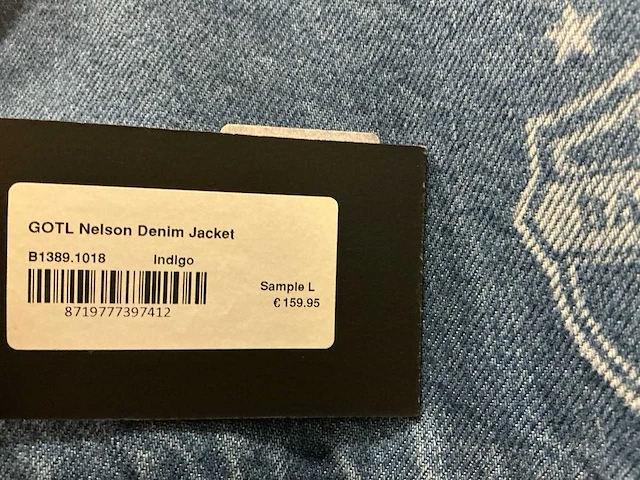 GOTL Nelson Denim Jacket
B1389.1018 Indigo
Sample L
€ 159.95
8719777397412